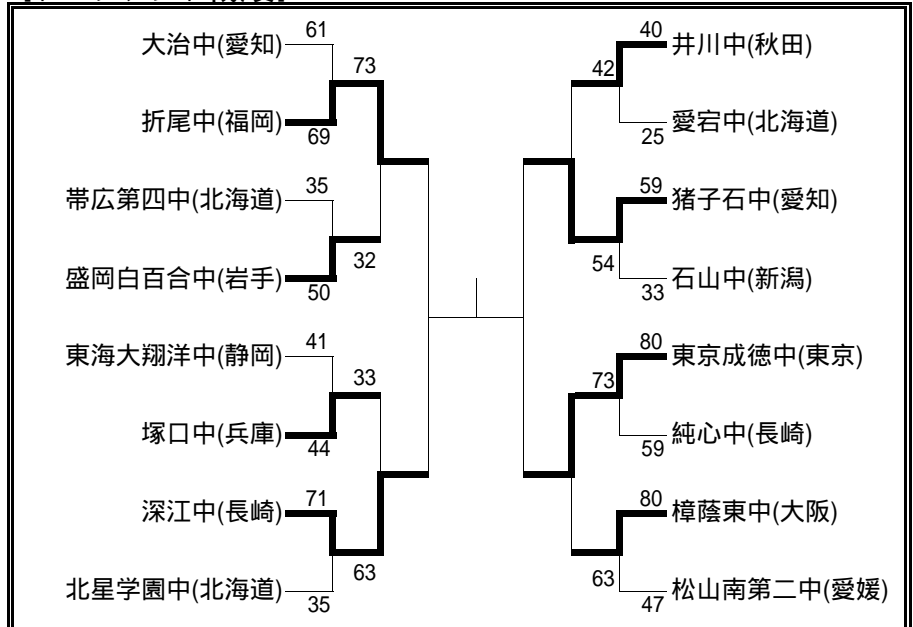 大治中(愛知) 61
73
折尾中(福岡) 69
帯広第四中(北海道) 35
32
盛岡白百合中(岩手) 50
東海大翔洋中(静岡) 41
33
塚口中(兵庫) 44
深江中(長崎) 71
63
北星学園中(北海道) 35
40 井川中(秋田)
42
25 愛宕中(北海道)
59 猪子石中(愛知)
54
33 石山中(新潟)
80 東京成徳中(東京)
73
59 純心中(長崎)
80 樟蔭東中(大阪)
63
47 松山南第二中(愛媛)